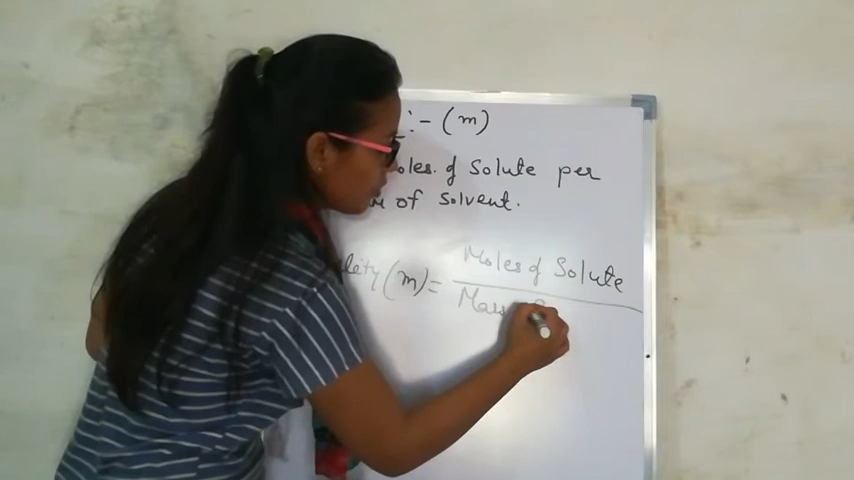 :- (m)
oles of Solute per
of solvent.
lity (m) = Moles of Solute
Mass